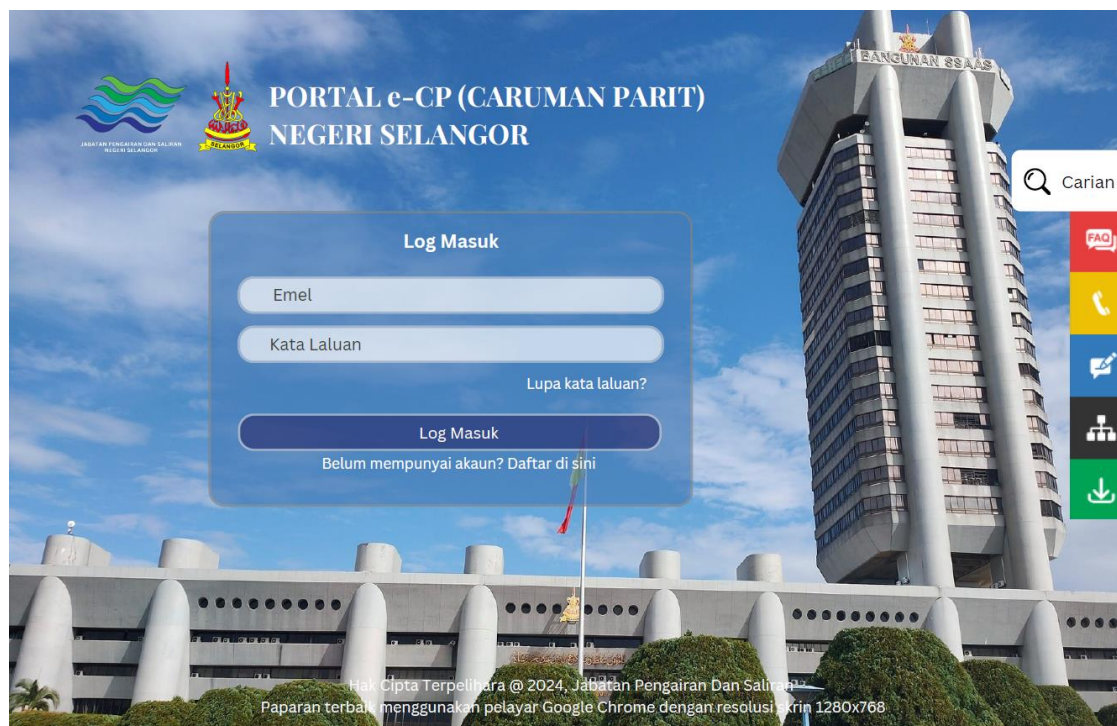 BANGUNAN SSAAS
PORTAL e-CP (CARUMAN PARIT)
NEGERI SELANGOR
JABATAN PENGAIRAN DAN SALIRAN
NEGERI SELANGOR
SELANGOR
Carian
FAQ
Log Masuk
Emel
Kata Laluan
Lupa kata laluan?
Log Masuk
Belum mempunyai akaun? Daftar di sini
Hak Cipta Terpelihara @ 2024, Jabatan Pengairan Dan Saliran
Paparan terbaik menggunakan pelayar Google Chrome dengan resolusi skrin 1280x768